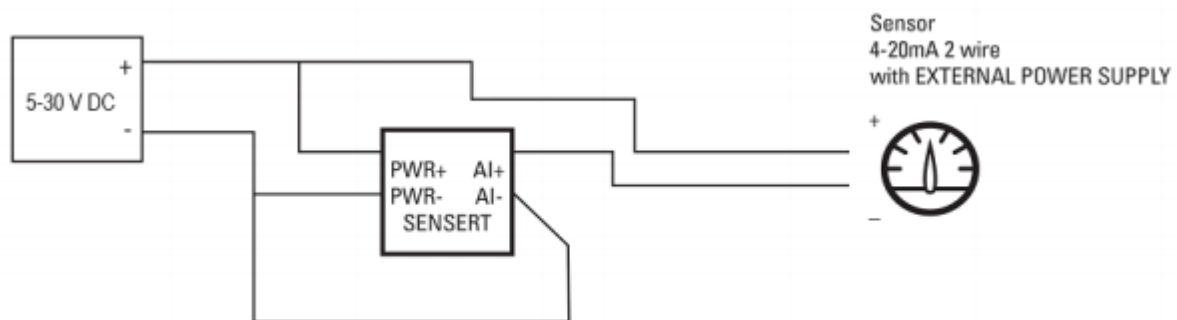 Sensor
4-20mA 2 wire
with EXTERNAL POWER SUPPLY
+
5-30 V DC
-
+
PWR+ AI+
PWR- AI-
SENSERT
–